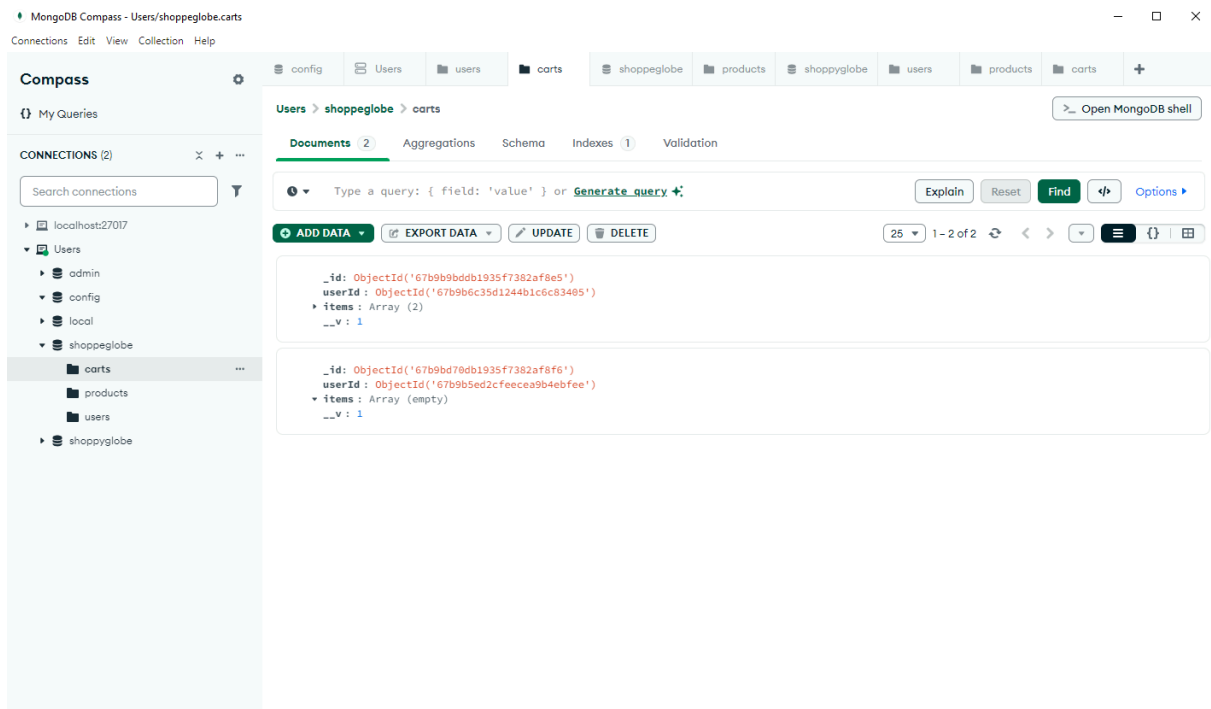 MongoDB Compass - Users/shoppeglobe.carts
Connections Edit View Collection Help
Compass
{} My Queries
CONNECTIONS (2)
Search connections
localhost:27017
Users
admin
config
local
shoppeglobe
carts
products
users
shoppyglobe
config Users users carts shoppeglobe products shoppyglobe users products carts
Users > shoppeglobe > carts
>_ Open MongoDB shell
Documents 2 Aggregations Schema Indexes 1 Validation
Type a query: { field: 'value' } or Generate query
Explain Reset Find </> Options
ADD DATA EXPORT DATA UPDATE DELETE
25 1 – 2 of 2 {}
_id: ObjectId('67b9b9bddb1935f7382af8e5')
userId : ObjectId('67b9b6c35d1244b1c6c83405')
items : Array (2)
__v : 1
_id: ObjectId('67b9bd70db1935f7382af8f6')
userId : ObjectId('67b9b5ed2cfeecea9b4ebfee')
items : Array (empty)
__v : 1